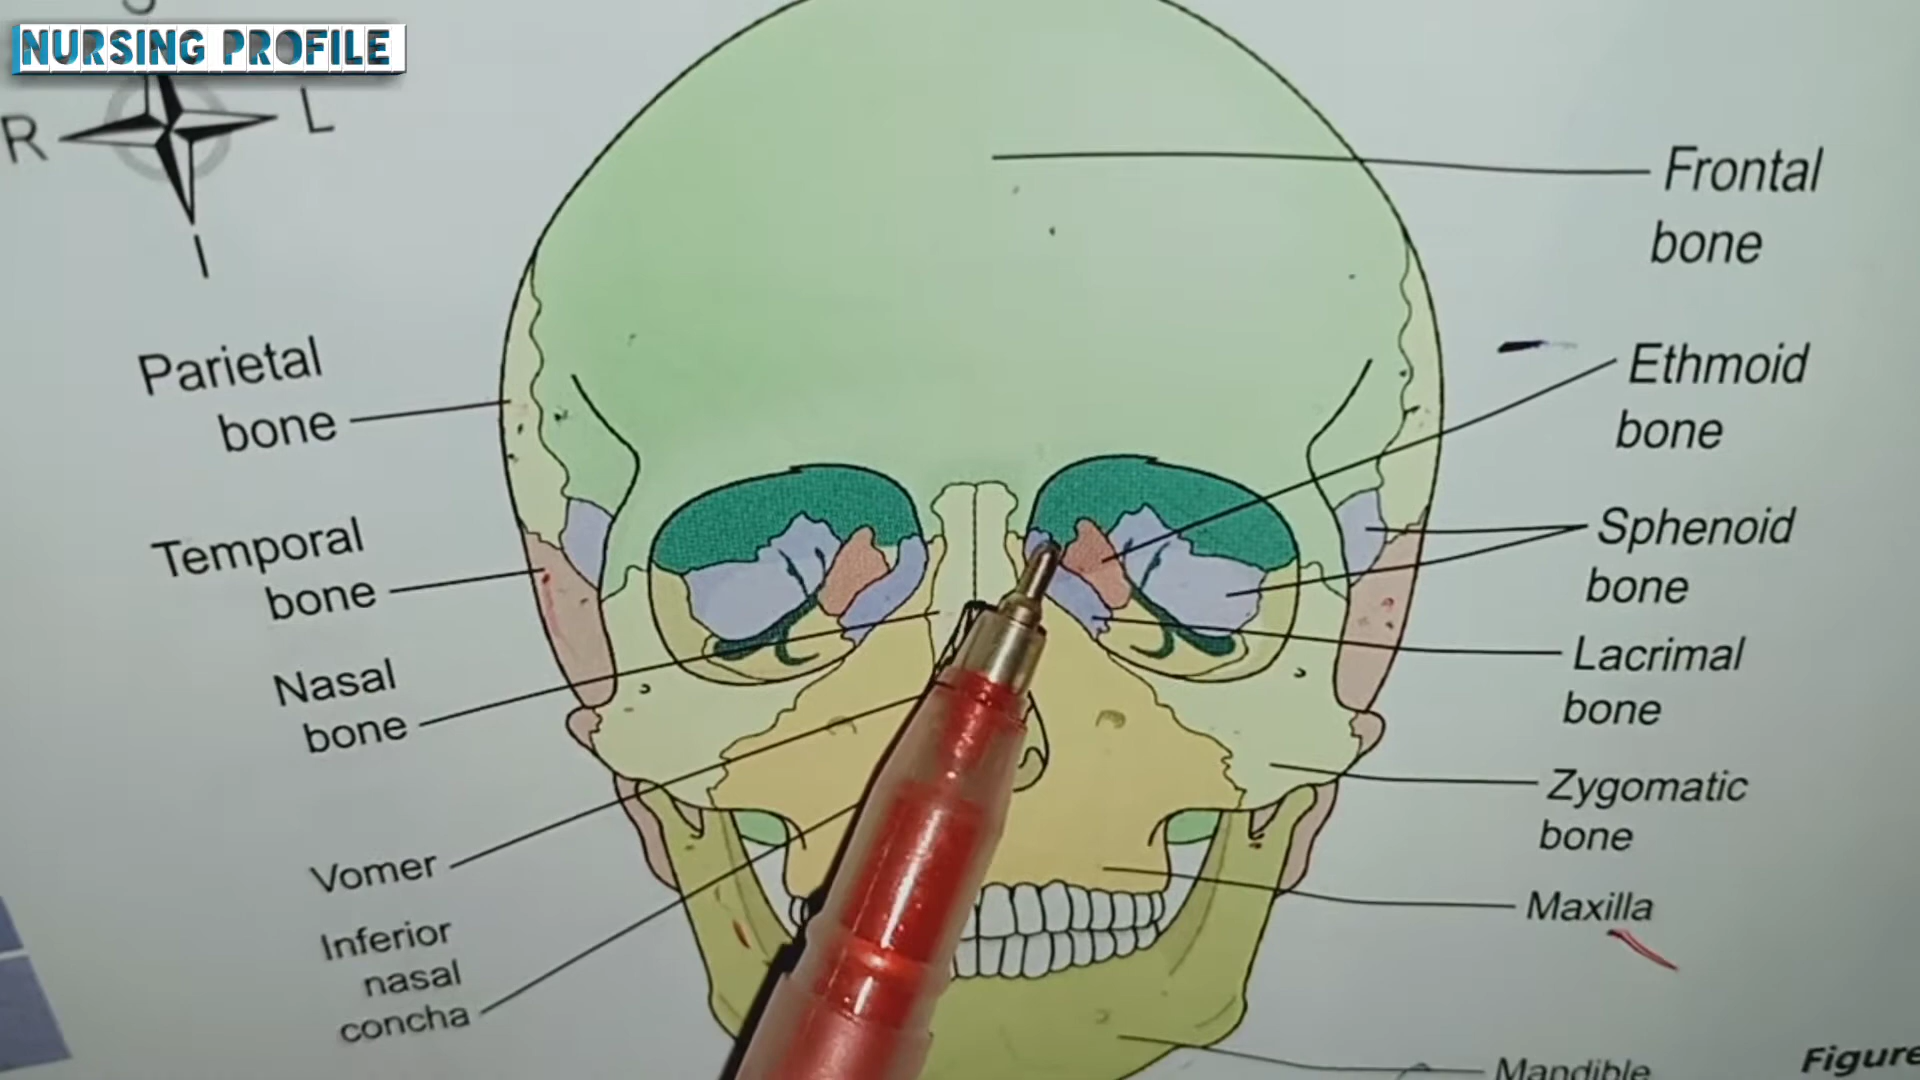 NURSING PROFILE
S
R
L
I
Parietal
bone
Temporal
bone
Nasal
bone
Vomer
Inferior
nasal
concha
Frontal
bone
Ethmoid
bone
Sphenoid
bone
Lacrimal
bone
Zygomatic
bone
Maxilla
Mandible
Figure